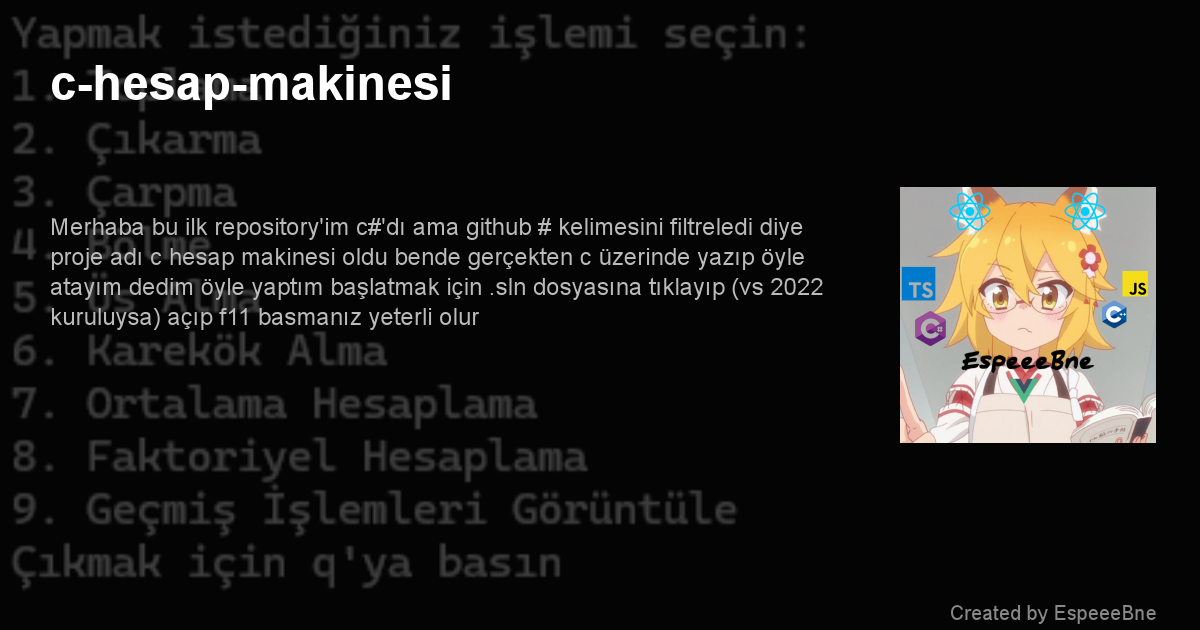 Yapmak istediğiniz işlemi seçin:
c-hesap-makinesi
1.
2. Çıkarma
3. Çarpma
Merhaba bu ilk repository'im c#'dı ama github # kelimesini filtreledi diye
4. Bölme
proje adı c hesap makinesi oldu bende gerçekten c üzerinde yazıp öyle
atayım dedim öyle yaptım başlatmak için .sln dosyasına tıklayıp (vs 2022
5. Üs Alma
kuruluysa) açıp f11 basmanız yeterli olur
6. Karekök Alma
7. Ortalama Hesaplama
8. Faktoriyel Hesaplama
9. Geçmiş İşlemleri Görüntüle
Çıkmak için q'ya basın
TS
JS
C#
C++
EspeeeBne
Created by EspeeeBne